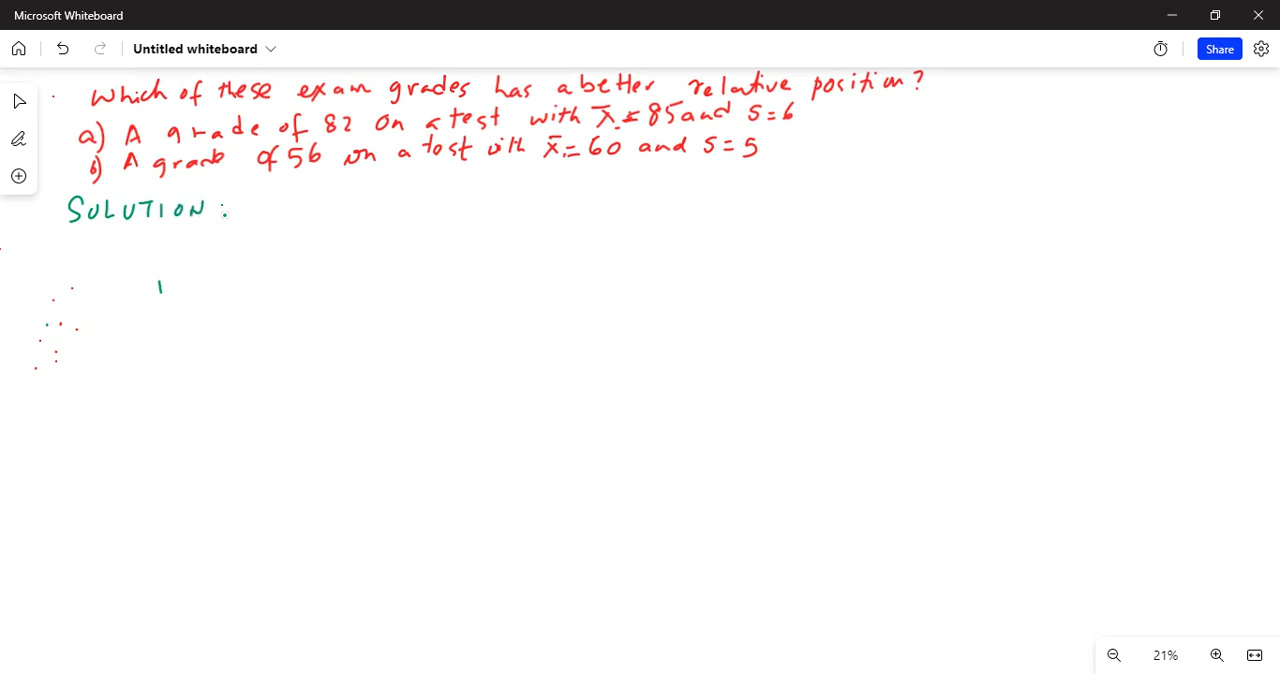 Microsoft Whiteboard
Untitled whiteboard
Share
Which of these exam grades has a better relative position?
a) A grade of 82 on a test with x̄ = 85 and s = 6
b) A grade of 56 on a test with x̄ = 60 and s = 5
SOLUTION :
21%